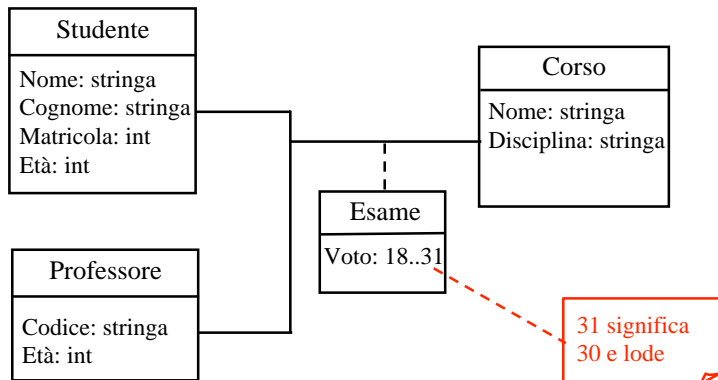 Studente
Nome: stringa
Cognome: stringa
Matricola: int
Età: int
Corso
Nome: stringa
Disciplina: stringa
Esame
Voto: 18..31
Professore
Codice: stringa
Età: int
31 significa
30 e lode